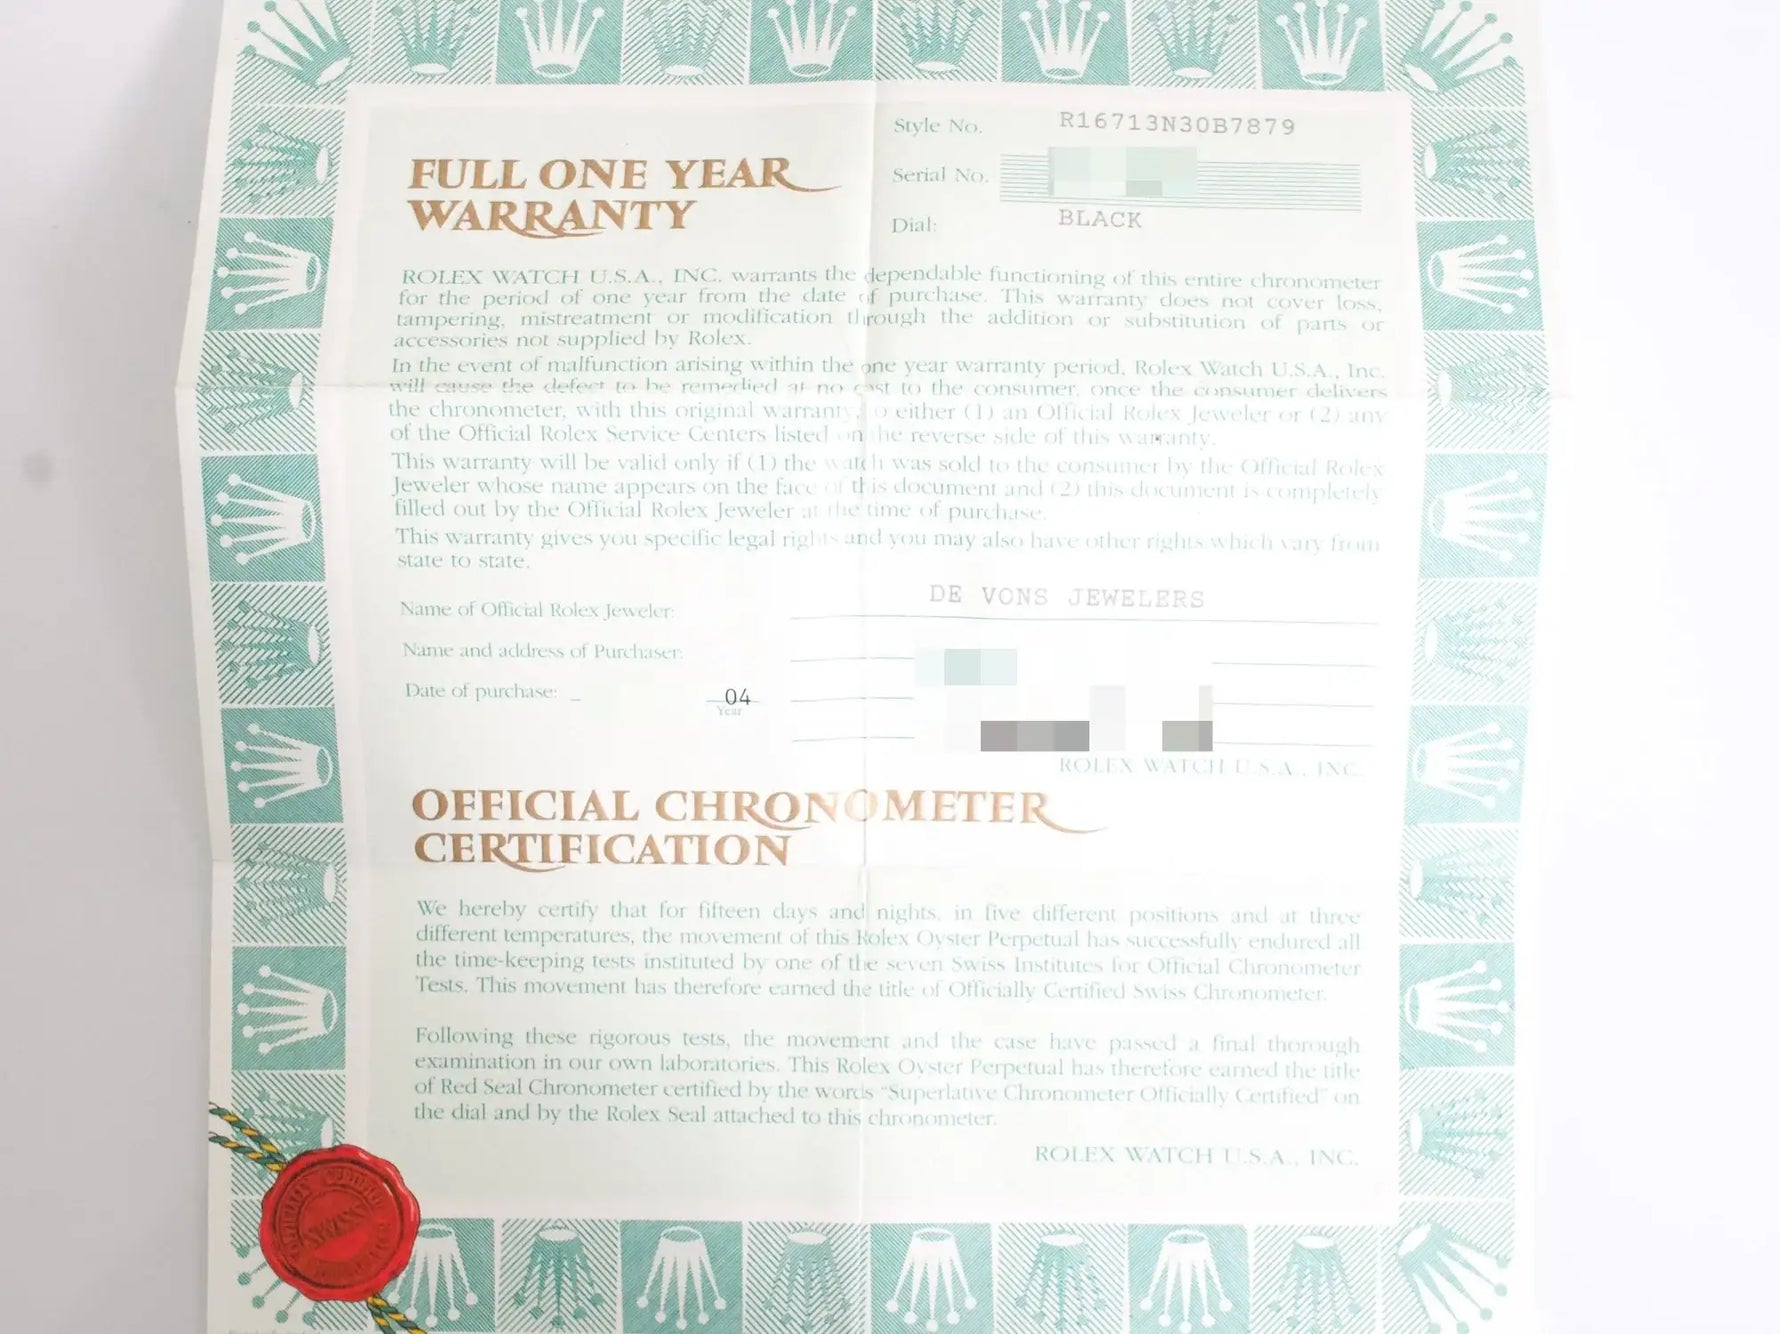 Style No. R16713N30B7879
FULL ONE YEAR
WARRANTY
Serial No.
Dial: BLACK
ROLEX WATCH U.S.A., INC. warrants the dependable functioning of this entire chronometer
for the period of one year from the date of purchase. This warranty does not cover loss,
tampering, mistreatment or modification through the addition or substitution of parts or
accessories not supplied by Rolex.
In the event of malfunction arising within the one year warranty period, Rolex Watch U.S.A., Inc.
will cause the defect to be remedied at no cost to the consumer, once the consumer delivers
the chronometer, with this original warranty, to either (1) an Official Rolex Jeweler or (2) any
of the Official Rolex Service Centers listed on the reverse side of this warranty.
This warranty will be valid only if (1) the watch was sold to the consumer by the Official Rolex
Jeweler whose name appears on the face of this document and (2) this document is completely
filled out by the Official Rolex Jeweler at the time of purchase.
This warranty gives you specific legal rights and you may also have other rights which vary from
state to state.
Name of Official Rolex Jeweler: DE VONS JEWELERS
Name and address of Purchaser:
Date of purchase: 04
Year
ROLEX WATCH U.S.A., INC.
OFFICIAL CHRONOMETER
CERTIFICATION
We hereby certify that for fifteen days and nights, in five different positions and at three
different temperatures, the movement of this Rolex Oyster Perpetual has successfully endured all
the time-keeping tests instituted by one of the seven Swiss Institutes for Official Chronometer
Tests. This movement has therefore earned the title of Officially Certified Swiss Chronometer.
Following these rigorous tests, the movement and the case have passed a final thorough
examination in our own laboratories. This Rolex Oyster Perpetual has therefore earned the title
of Red Seal Chronometer certified by the words "Superlative Chronometer Officially Certified" on
the dial and by the Rolex Seal attached to this chronometer.
ROLEX WATCH U.S.A., INC.